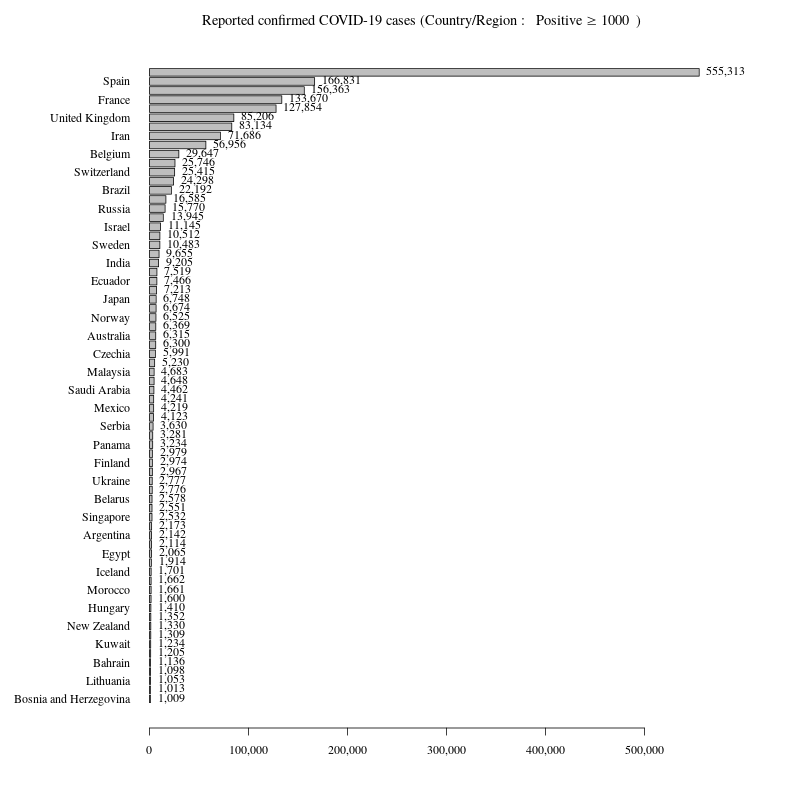 Reported confirmed COVID-19 cases (Country/Region :   Positive ≥ 1000  )
555,313
Spain 166,831
156,363
France 133,670
127,854
United Kingdom 85,206
83,134
Iran 71,686
56,956
Belgium 29,647
25,746
Switzerland 25,415
24,298
Brazil 22,192
16,585
Russia 15,770
13,945
Israel 11,145
10,512
Sweden 10,483
9,655
India 9,205
7,519
Ecuador 7,466
7,213
Japan 6,748
6,674
Norway 6,525
6,369
Australia 6,315
6,300
Czechia 5,991
5,230
Malaysia 4,683
4,648
Saudi Arabia 4,462
4,241
Mexico 4,219
4,123
Serbia 3,630
3,281
Panama 3,234
2,979
Finland 2,974
2,967
Ukraine 2,777
2,776
Belarus 2,578
2,551
Singapore 2,532
2,173
Argentina 2,142
2,114
Egypt 2,065
1,914
Iceland 1,701
1,662
Morocco 1,661
1,600
Hungary 1,410
1,352
New Zealand 1,330
1,309
Kuwait 1,234
1,205
Bahrain 1,136
1,098
Lithuania 1,053
1,013
Bosnia and Herzegovina 1,009
0 100,000 200,000 300,000 400,000 500,000